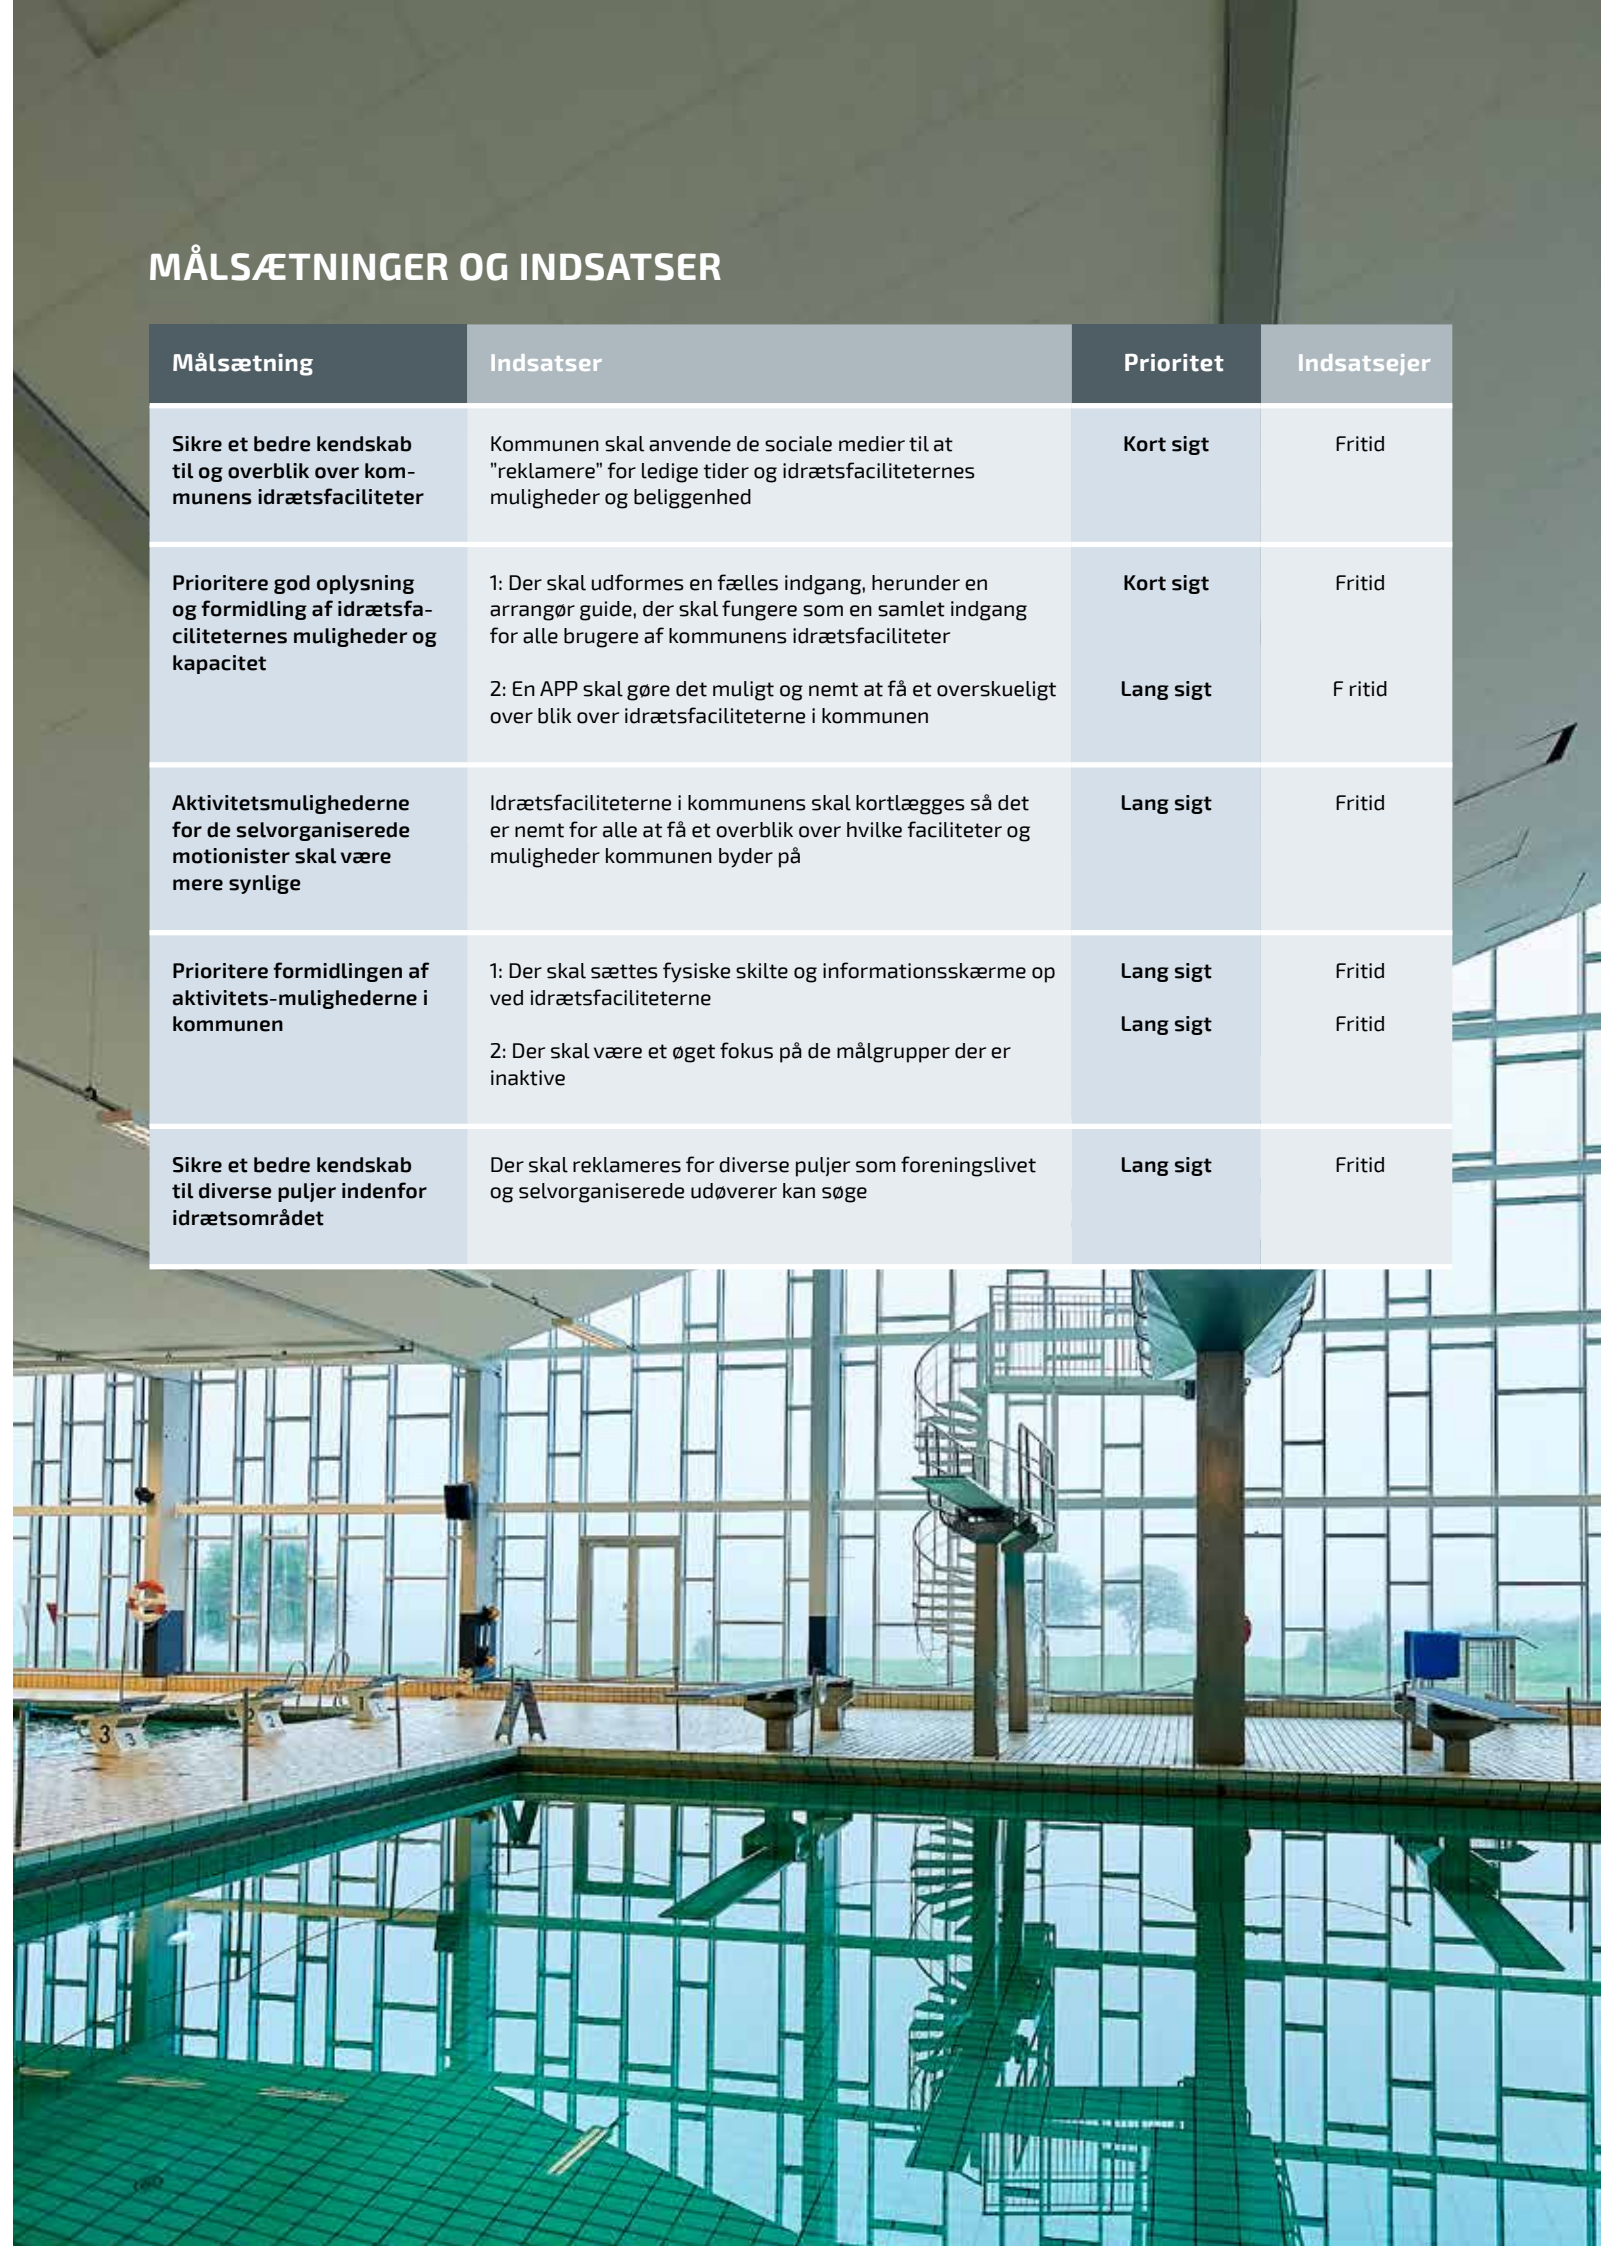 MÅLSÆTNINGER OG INDSATSER
Målsætning
Indsatser
Prioritet
Indsatsejer
Sikre et bedre kendskab
til og overblik over kom-
munens idrætsfaciliteter
Kommunen skal anvende de sociale medier til at
"reklamere" for ledige tider og idrætsfaciliteternes
muligheder og beliggenhed
Kort sigt
Fritid
Prioritere god oplysning
og formidling af idrætsfa-
ciliteternes muligheder og
kapacitet
1: Der skal udformes en fælles indgang, herunder en
arrangør guide, der skal fungere som en samlet indgang
for alle brugere af kommunens idrætsfaciliteter
Kort sigt
Fritid
2: En APP skal gøre det muligt og nemt at få et overskueligt
over blik over idrætsfaciliteterne i kommunen
Lang sigt
F ritid
Aktivitetsmulighederne
for de selvorganiserede
motionister skal være
mere synlige
Idrætsfaciliteterne i kommunens skal kortlægges så det
er nemt for alle at få et overblik over hvilke faciliteter og
muligheder kommunen byder på
Lang sigt
Fritid
Prioritere formidlingen af
aktivitets-mulighederne i
kommunen
1: Der skal sættes fysiske skilte og informationsskærme op
ved idrætsfaciliteterne
Lang sigt
Fritid
2: Der skal være et øget fokus på de målgrupper der er
inaktive
Lang sigt
Fritid
Sikre et bedre kendskab
til diverse puljer indenfor
idrætsområdet
Der skal reklameres for diverse puljer som foreningslivet
og selvorganiserede udøverer kan søge
Lang sigt
Fritid
3
3
2
2
1